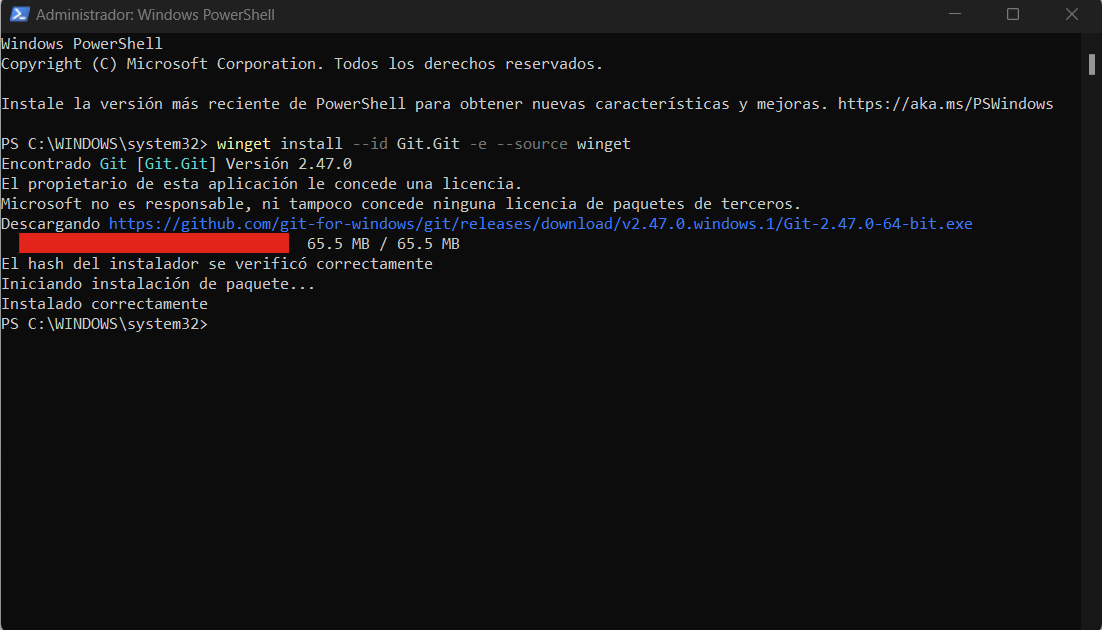 Administrador: Windows PowerShell
Windows PowerShell
Copyright (C) Microsoft Corporation. Todos los derechos reservados.
Instale la versión más reciente de PowerShell para obtener nuevas características y mejoras. https://aka.ms/PSWindows
PS C:\WINDOWS\system32> winget install --id Git.Git -e --source winget
Encontrado Git [Git.Git] Versión 2.47.0
El propietario de esta aplicación le concede una licencia.
Microsoft no es responsable, ni tampoco concede ninguna licencia de paquetes de terceros.
Descargando https://github.com/git-for-windows/git/releases/download/v2.47.0.windows.1/Git-2.47.0-64-bit.exe
65.5 MB / 65.5 MB
El hash del instalador se verificó correctamente
Iniciando instalación de paquete...
Instalado correctamente
PS C:\WINDOWS\system32>